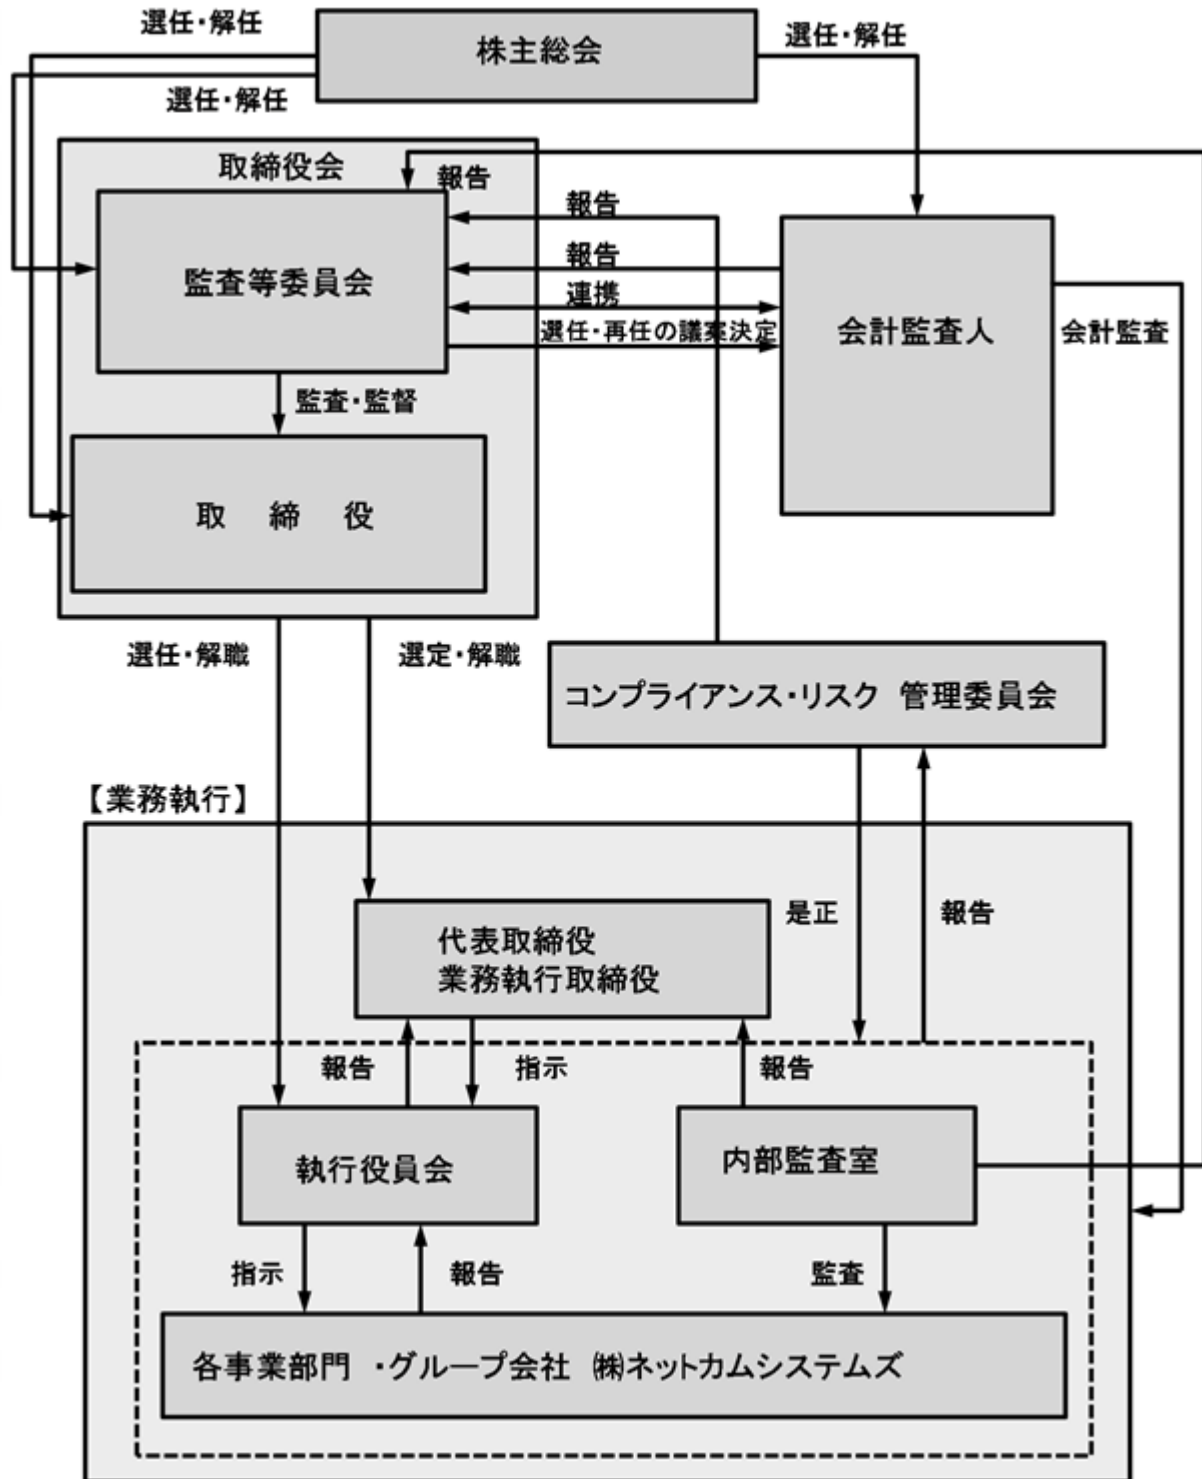 選任・解任
株主総会
選任・解任
選任・解任
取締役会
報告
報告
監査等委員会
報告
連携
選任・再任の議案決定
会計監査人
会計監査
監査・監督
取 締 役
選任・解職
選定・解職
コンプライアンス・リスク 管理委員会
【業務執行】
代表取締役
業務執行取締役
是正
報告
報告
指示
報告
執行役員会
内部監査室
指示
報告
監査
各事業部門 ・グループ会社 ㈱ネットカムシステムズ